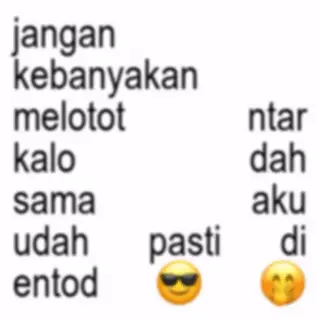 jangan
kebanyakan
melotot ntar
kalo dah
sama aku
udah pasti di
entod 😎 🤭